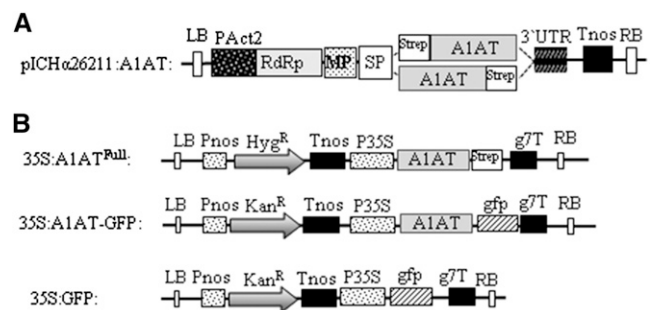 A
LB PAct2 3`UTR Tnos RB
pICHα26211:A1AT: RdRp MP SP Strep A1AT
A1AT Strep
B
LB Pnos Hyg^R Tnos P35S g7T RB
35S:A1AT^Full: A1AT Strep
LB Pnos Kan^R Tnos P35S gfp g7T RB
35S:A1AT-GFP: A1AT
LB Pnos Kan^R Tnos P35S gfp g7T RB
35S:GFP: